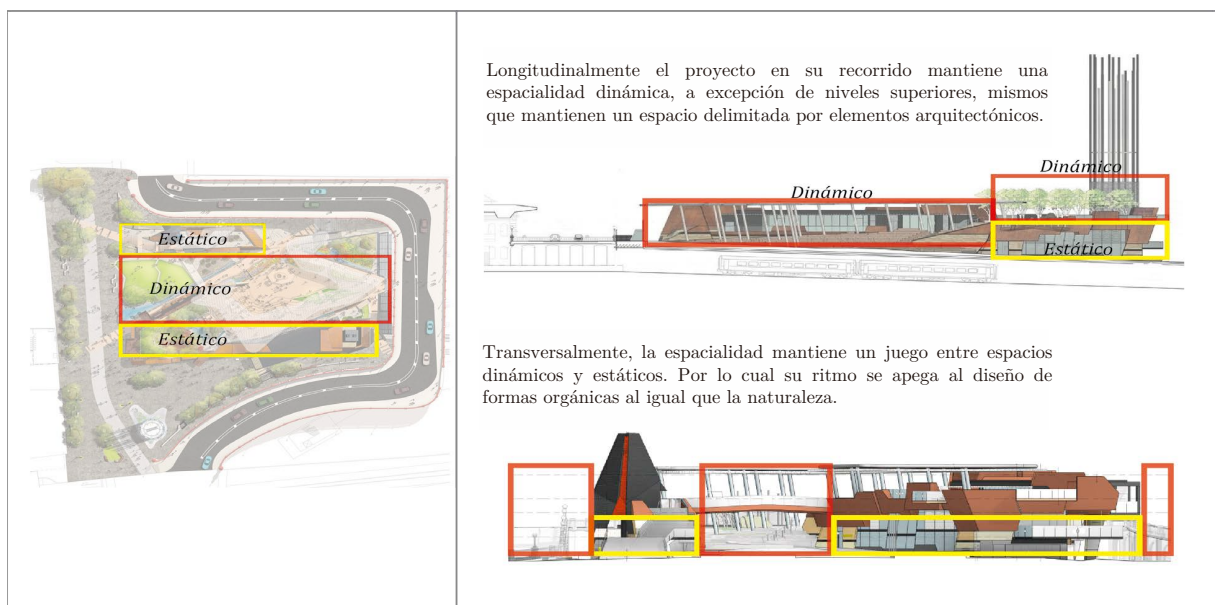 Estático
Dinámico
Estático
Longitudinalmente el proyecto en su recorrido mantiene una
espacialidad dinámica, a excepción de niveles superiores, mismos
que mantienen un espacio delimitada por elementos arquitectónicos.
Dinámico
Dinámico
Estático
Transversalmente, la espacialidad mantiene un juego entre espacios
dinámicos y estáticos. Por lo cual su ritmo se apega al diseño de
formas orgánicas al igual que la naturaleza.